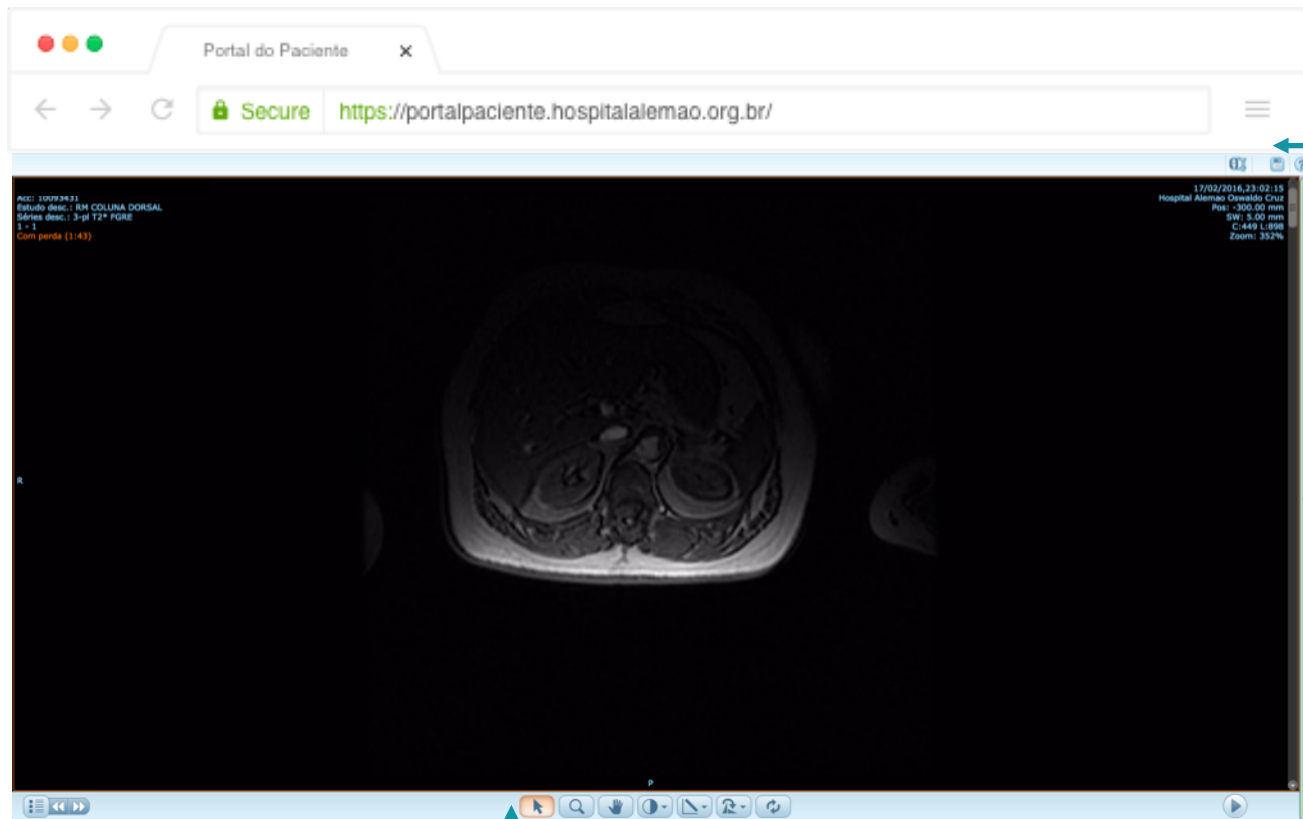 Portal do Paciente
Secure
https://portalpaciente.hospitalalemao.org.br/
Acc: 10093431
Estudo desc.: RM COLUNA DORSAL
Séries desc.: 3-pl T2* FGRE
1 - 1
Com perda (1:43)
17/02/2016,23:02:15
Hospital Alemao Oswaldo Cruz
Pos: -300.00 mm
SW: 5.00 mm
C:449 L:898
Zoom: 352%
R
P